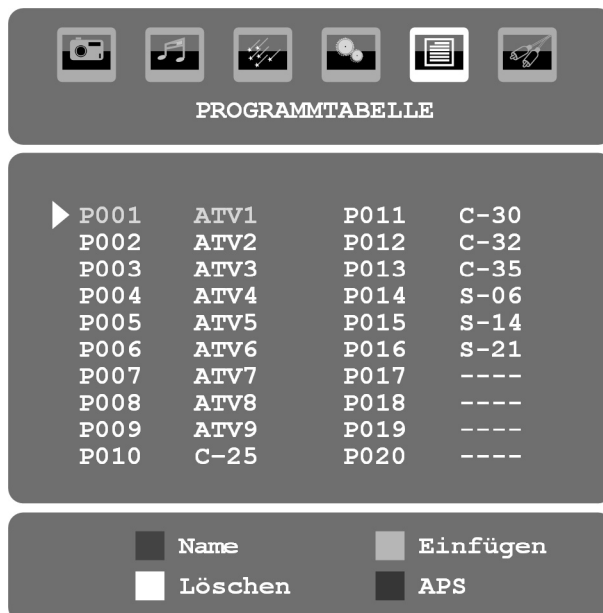 PROGRAMMTABELLE
P001 ATV1 P011 C-30
P002 ATV2 P012 C-32
P003 ATV3 P013 C-35
P004 ATV4 P014 S-06
P005 ATV5 P015 S-14
P006 ATV6 P016 S-21
P007 ATV7 P017 ----
P008 ATV8 P018 ----
P009 ATV9 P019 ----
P010 C-25 P020 ----
Name Einfügen
Löschen APS